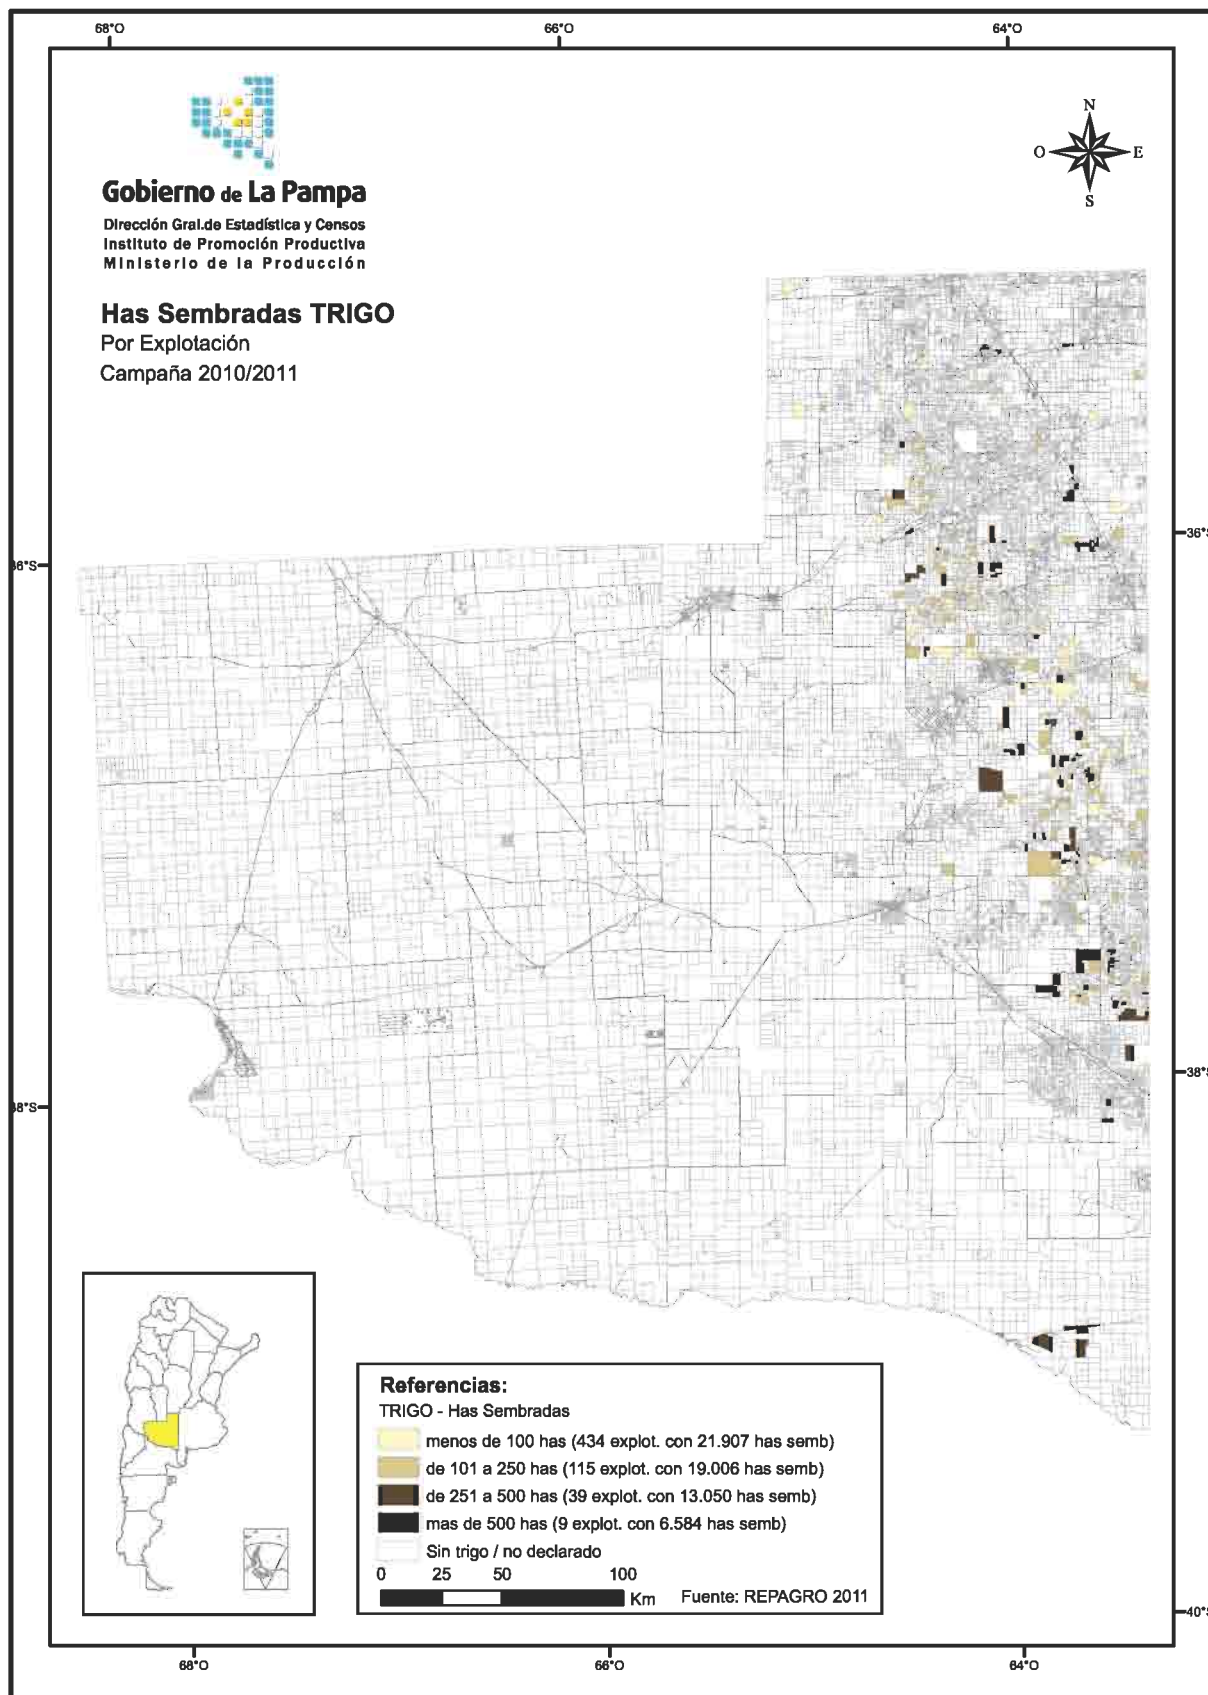 68°O 66°O 64°O
N
O E
S
Gobierno de La Pampa
Dirección Gral.de Estadística y Censos
Instituto de Promoción Productiva
Ministerio de la Producción
Has Sembradas TRIGO
Por Explotación
Campaña 2010/2011
36°S
6°S
38°S
8°S
Referencias:
TRIGO - Has Sembradas
menos de 100 has (434 explot. con 21.907 has semb)
de 101 a 250 has (115 explot. con 19.006 has semb)
de 251 a 500 has (39 explot. con 13.050 has semb)
mas de 500 has (9 explot. con 6.584 has semb)
Sin trigo / no declarado
0 25 50 100
Km Fuente: REPAGRO 2011
40°S
68°O 66°O 64°O